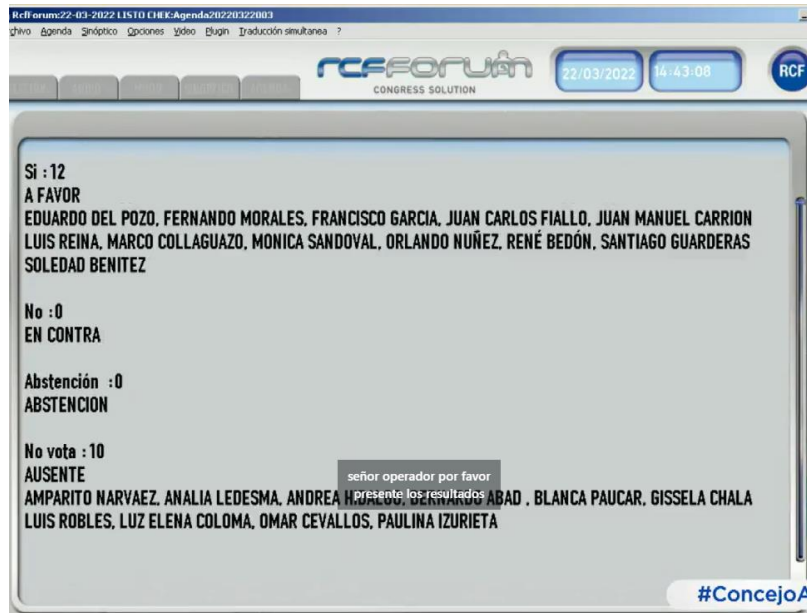 RcfForum:22-03-2022 LISTO CHEK:Agenda20220322003
chivo Agenda Sinóptico Opciones Video Plugin Traducción simultanea ?
RCFFORUM
CONGRESS SOLUTION
22/03/2022 14:43:08
RCF
Si : 12
A FAVOR
EDUARDO DEL POZO, FERNANDO MORALES, FRANCISCO GARCIA, JUAN CARLOS FIALLO, JUAN MANUEL CARRION
LUIS REINA, MARCO COLLAGUAZO, MONICA SANDOVAL, ORLANDO NUÑEZ, RENÉ BEDÓN, SANTIAGO GUARDERAS
SOLEDAD BENITEZ
No :0
EN CONTRA
Abstención :0
ABSTENCION
No vota : 10
AUSENTE
señor operador por favor
presente los resultados
AMPARITO NARVAEZ, ANALIA LEDESMA, ANDREA HIDALGO, BERNARDO ABAD , BLANCA PAUCAR, GISSELA CHALA
LUIS ROBLES, LUZ ELENA COLOMA, OMAR CEVALLOS, PAULINA IZURIETA
#ConcejoA